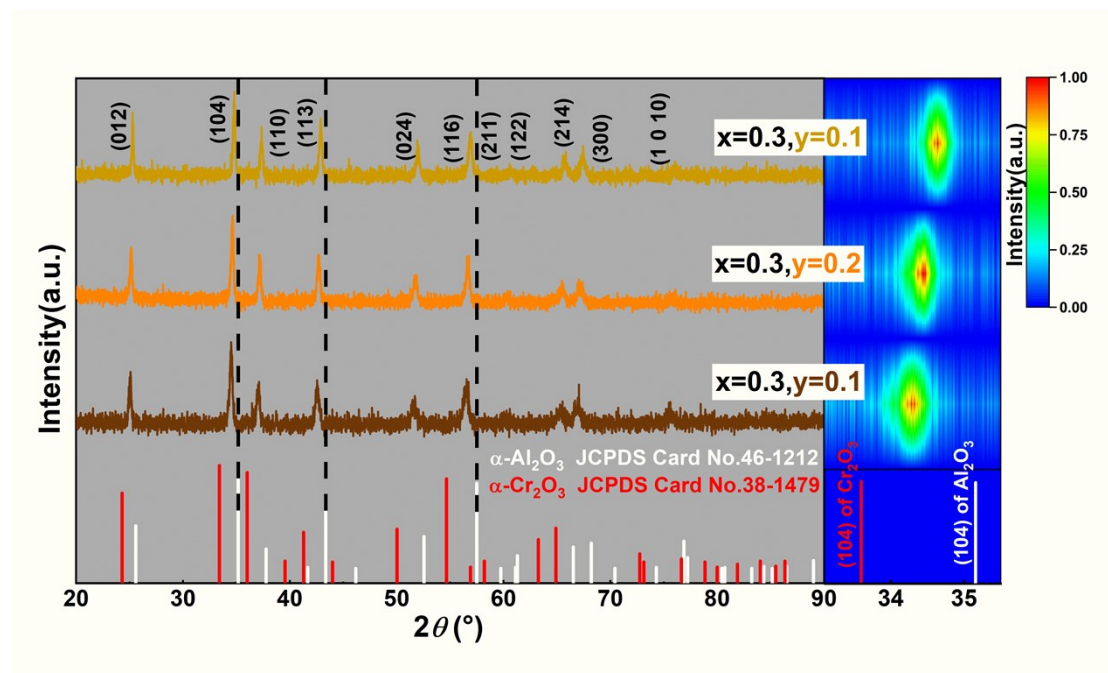 (012)
(104)
(110)
(113)
(024)
(116)
(211)
(122)
(214)
(300)
(1 0 10)
x=0.3,y=0.1
x=0.3,y=0.2
x=0.3,y=0.1
α-Al₂O₃ JCPDS Card No.46-1212
α-Cr₂O₃ JCPDS Card No.38-1479
(104) of Cr₂O₃
(104) of Al₂O₃
Intensity(a.u.)
20 30 40 50 60 70 80 90
2θ (°)
34 35
Intensity(a.u.)
1.00
0.75
0.50
0.25
0.00